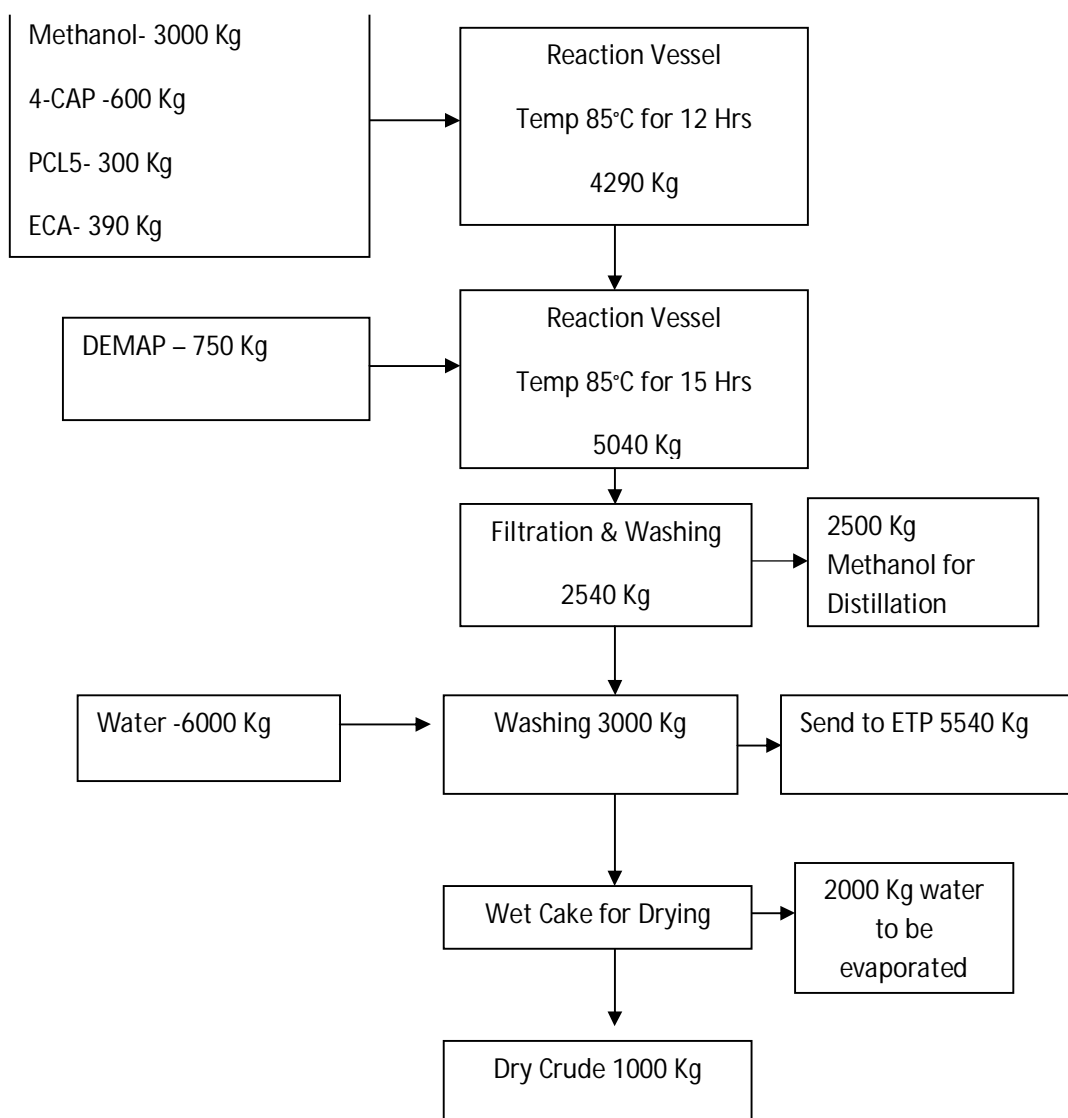 Methanol- 3000 Kg
4-CAP -600 Kg
PCL5- 300 Kg
ECA- 390 Kg
Reaction Vessel
Temp 85°C for 12 Hrs
4290 Kg
DEMAP – 750 Kg
Reaction Vessel
Temp 85°C for 15 Hrs
5040 Kg
Filtration & Washing
2540 Kg
2500 Kg
Methanol for
Distillation
Water -6000 Kg
Washing 3000 Kg
Send to ETP 5540 Kg
Wet Cake for Drying
2000 Kg water
to be
evaporated
Dry Crude 1000 Kg